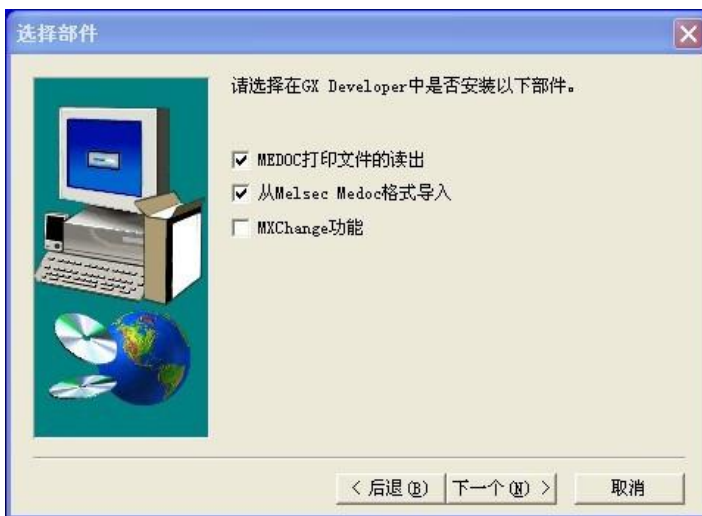 选择部件
请选择在GX Developer中是否安装以下部件。
MEDOC打印文件的读出
从Melsec Medoc格式导入
MXChange功能
< 后退(B) 下一个(N) > 取消